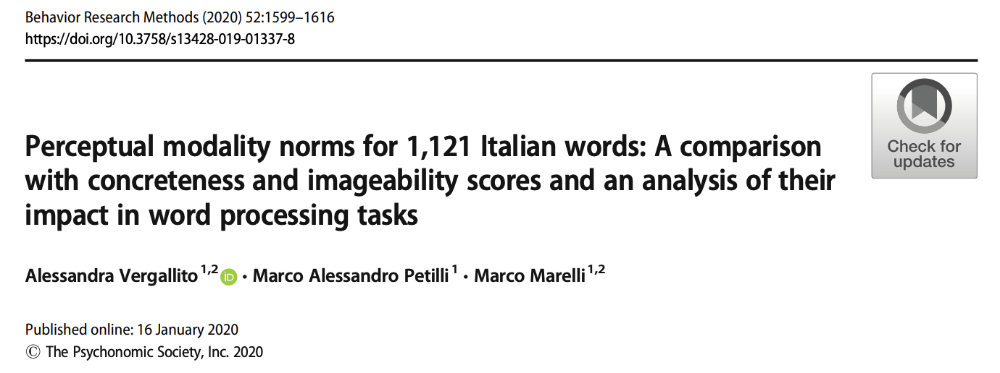 Behavior Research Methods (2020) 52:1599–1616
https://doi.org/10.3758/s13428-019-01337-8
Check for
updates
Perceptual modality norms for 1,121 Italian words: A comparison
with concreteness and imageability scores and an analysis of their
impact in word processing tasks
Alessandra Vergallito 1,2 iD · Marco Alessandro Petilli 1 · Marco Marelli 1,2
Published online: 16 January 2020
© The Psychonomic Society, Inc. 2020